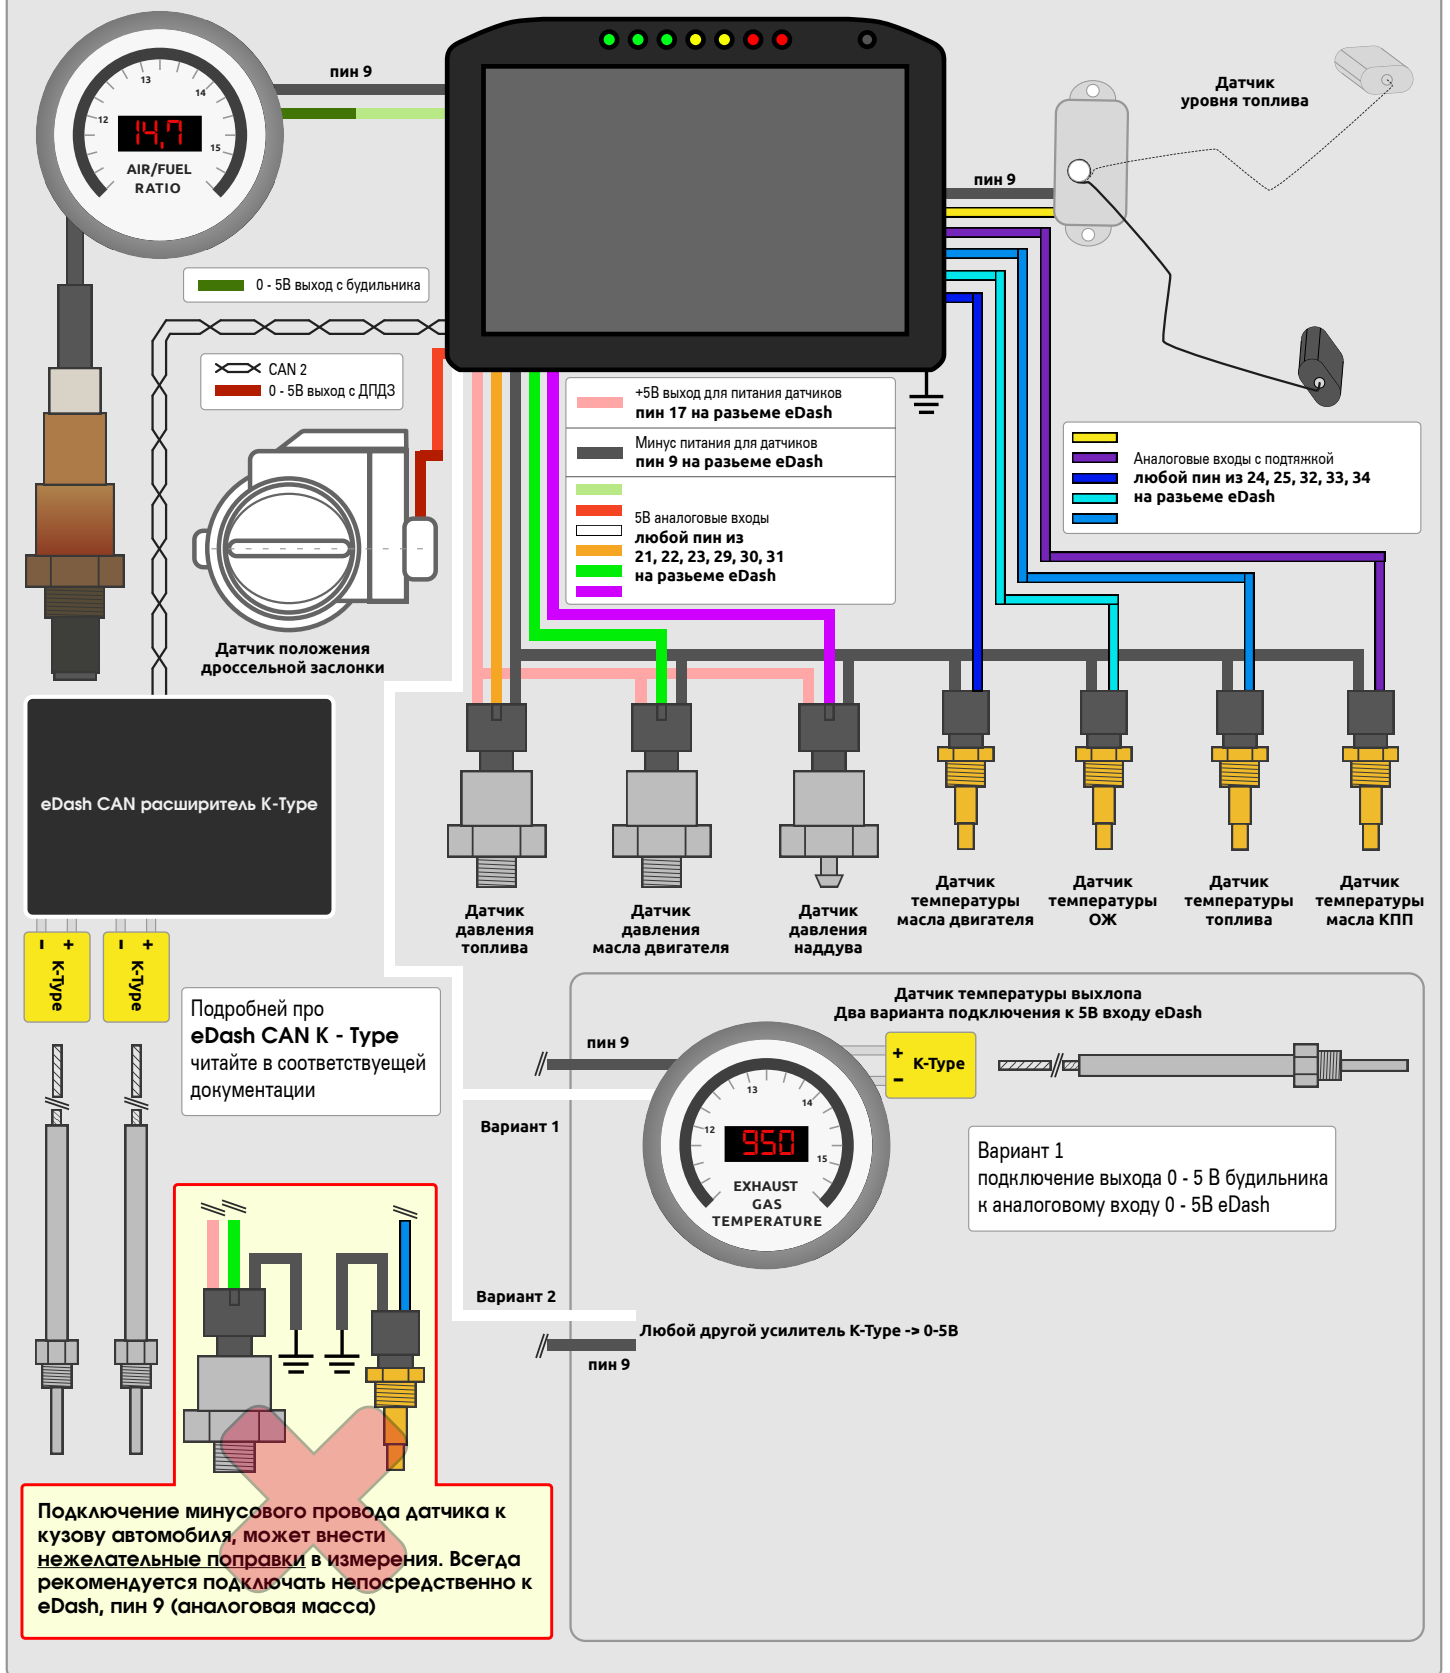 пин 9
13
14
12
14,7
15
AIR/FUEL
RATIO
Датчик
уровня топлива
пин 9
0 - 5В выход с будильника
CAN 2
0 - 5В выход с ДПДЗ
+5В выход для питания датчиков
пин 17 на разьеме eDash
Минус питания для датчиков
пин 9 на разьеме eDash
5В аналоговые входы
любой пин из
21, 22, 23, 29, 30, 31
на разьеме eDash
Аналоговые входы с подтяжкой
любой пин из 24, 25, 32, 33, 34
на разьеме eDash
Датчик положения
дроссельной заслонки
eDash CAN расширитель K-Type
Датчик
давления
топлива
Датчик
давления
масла двигателя
Датчик
давления
наддува
Датчик
температуры
масла двигателя
Датчик
температуры
ОЖ
Датчик
температуры
топлива
Датчик
температуры
масла КПП
- +
K-Type
- +
K-Type
Подробней про
eDash CAN K - Type
читайте в соответствуещей
документации
Датчик температуры выхлопа
Два варианта подключения к 5В входу eDash
пин 9
+
-
K-Type
13
14
12
950
15
EXHAUST
GAS
TEMPERATURE
Вариант 1
Вариант 1
подключение выхода 0 - 5 В будильника
к аналоговому входу 0 - 5В eDash
Вариант 2
Любой другой усилитель K-Type -> 0-5В
пин 9
Подключение минусового провода датчика к
кузову автомобиля, может внести
нежелательные поправки в измерения. Всегда
рекомендуется подключать непосредственно к
eDash, пин 9 (аналоговая масса)